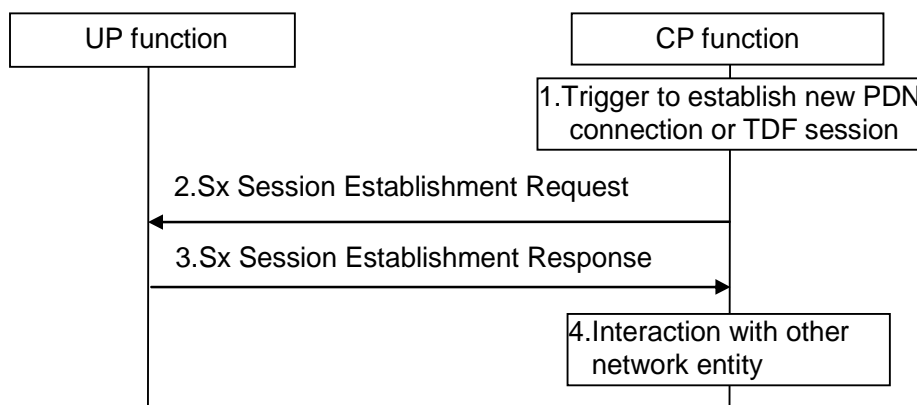 UP function
CP function
1.Trigger to establish new PDN
connection or TDF session
2.Sx Session Establishment Request
3.Sx Session Establishment Response
4.Interaction with other
network entity